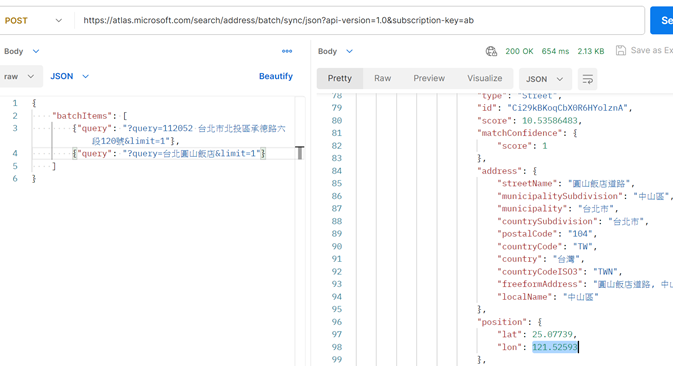 POST
https://atlas.microsoft.com/search/address/batch/sync/json?api-version=1.0&subscription-key=ab
Body
raw JSON Beautify
1 {
2 "batchItems": [
3 {"query": "?query=112052 台北市北投區承德路六
段120號&limit=1"},
4 {"query": "?query=台北圓山飯店&limit=1"}
5 ]
6 }
Body 200 OK 654 ms 2.13 KB Save as Ex
Pretty Raw Preview Visualize JSON
78 "type": "Street",
79 "id": "Ci29kBKoqCbX0R6HYolznA",
80 "score": 10.53586483,
81 "matchConfidence": {
82 "score": 1
83 },
84 "address": {
85 "streetName": "圓山飯店道路",
86 "municipalitySubdivision": "中山區",
87 "municipality": "台北市",
88 "countrySubdivision": "台北市",
89 "postalCode": "104",
90 "countryCode": "TW",
91 "country": "台灣",
92 "countryCodeISO3": "TWN",
93 "freeformAddress": "圓山飯店道路, 中山
94 "localName": "中山區"
95 },
96 "position": {
97 "lat": 25.07739,
98 "lon": 121.52593
99 },